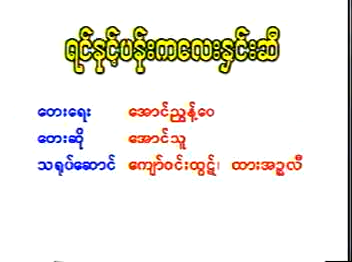 ရင်နှင့်ပန်းကလေးနှင်းဆီ
တေးရေး အောင်ညွန့်ဝေ
တေးဆို အောင်သူ
သရုပ်ဆောင် ကျော်ဝင်းထွဋ်၊ ထားအဥ္ဇလီ